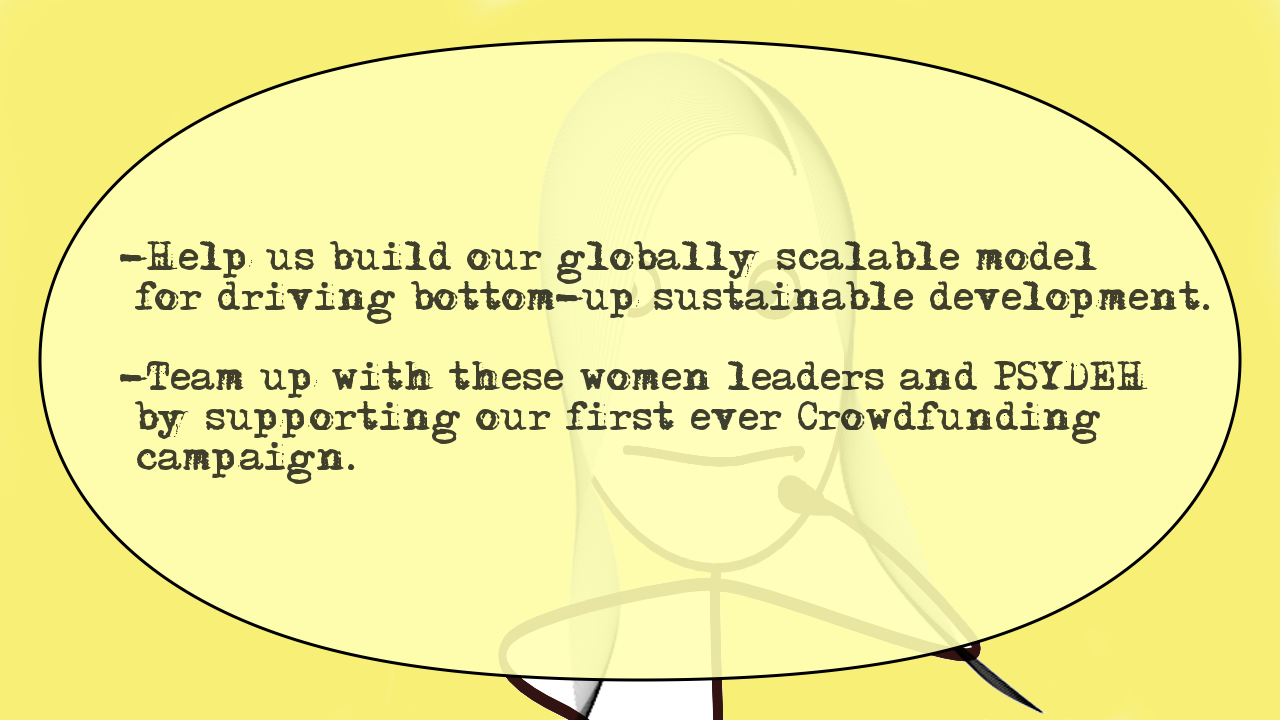 -Help us build our globally scalable model
for driving bottom-up sustainable development.
-Team up with these women leaders and PSYDEH
by supporting our first ever Crowdfunding
campaign.